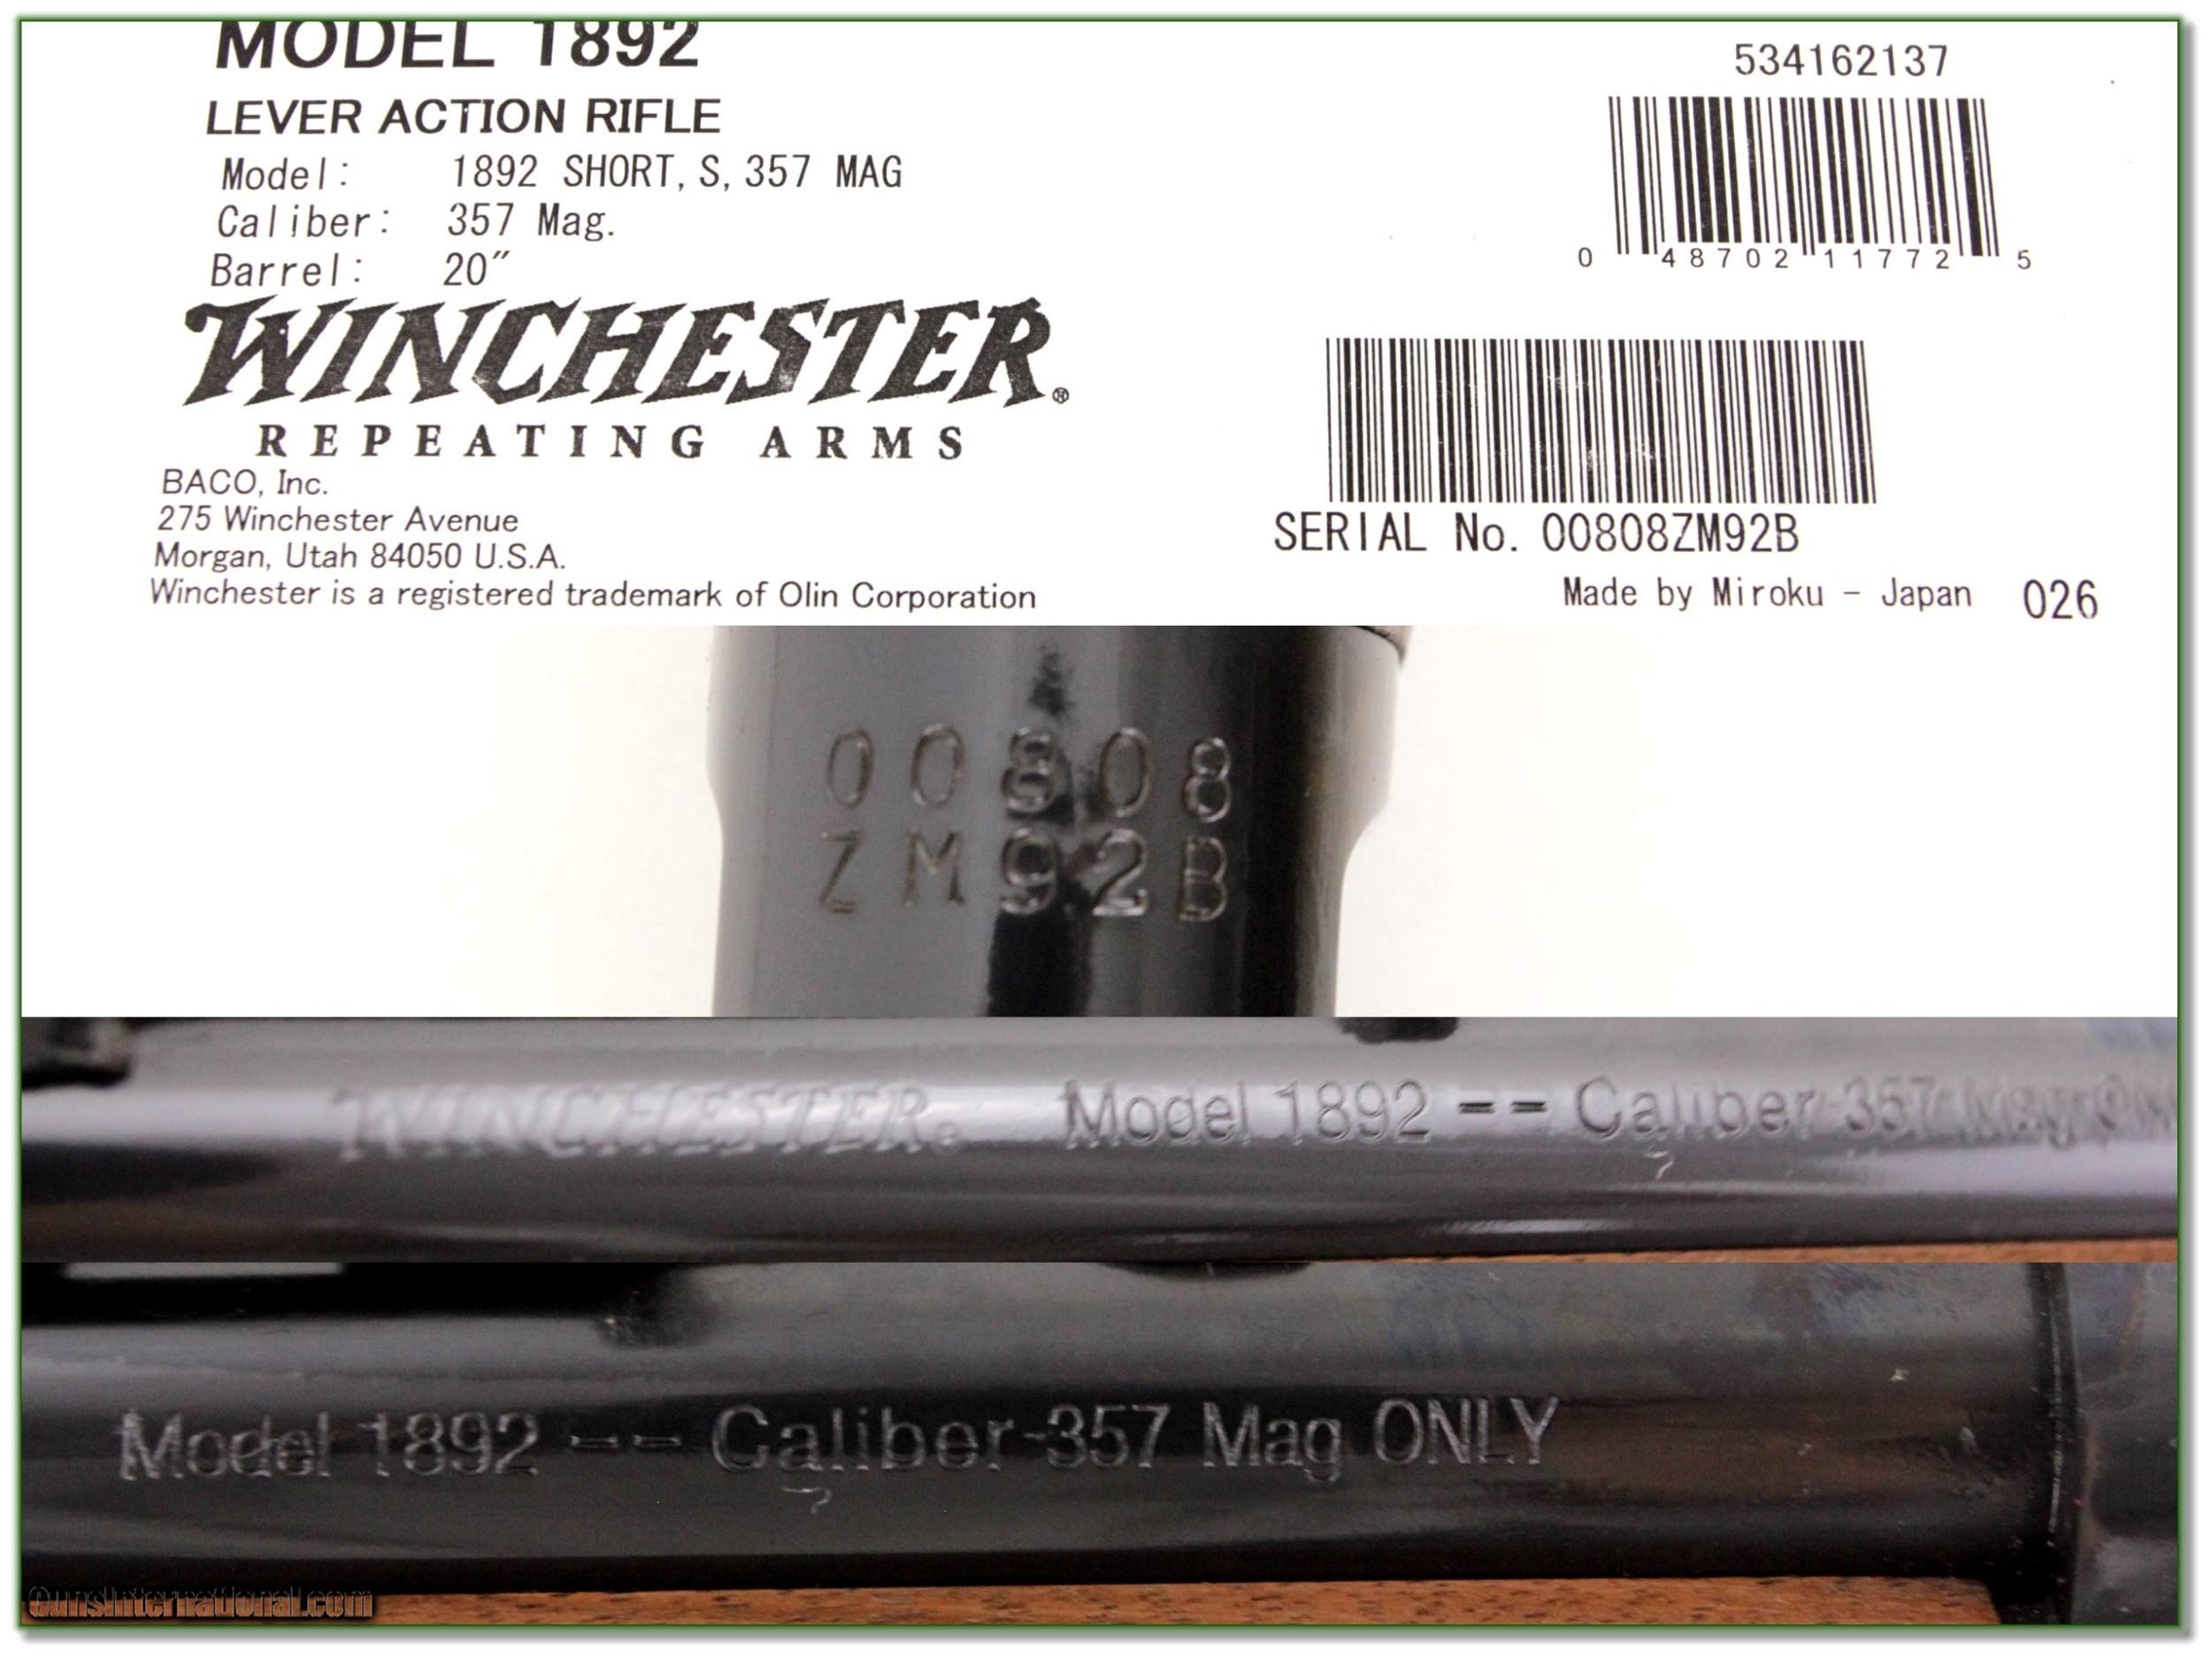 MODEL 1892
LEVER ACTION RIFLE
Model: 1892 SHORT, S, 357 MAG
Caliber: 357 Mag.
Barrel: 20"
WINCHESTER®
REPEATING ARMS
BACO, Inc.
275 Winchester Avenue
Morgan, Utah 84050 U.S.A.
Winchester is a registered trademark of Olin Corporation
534162137
0 48702 11772 5
SERIAL No. 00808ZM92B
Made by Miroku - Japan 026
00808
ZM92B
WINCHESTER® Model 1892 -- Caliber 357 Mag
Model 1892 -- Caliber 357 Mag ONLY
GunsInternational.com